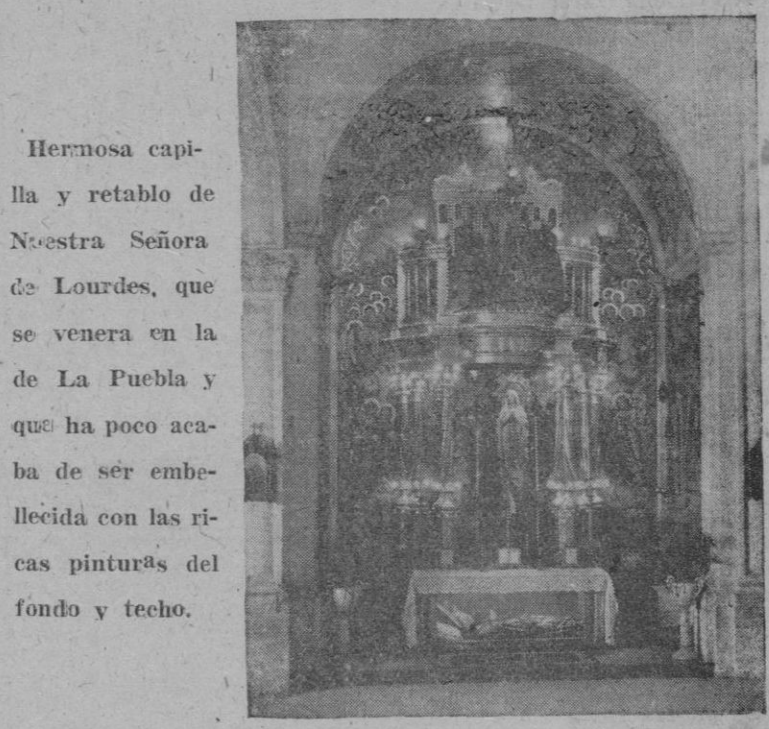 Hermosa capi-
lla y retablo de
Nuestra Señora
de Lourdes, que
se venera en la
de La Puebla y
que ha poco aca-
ba de ser embe-
llecida con las ri-
cas pinturas del
fondo y techo.